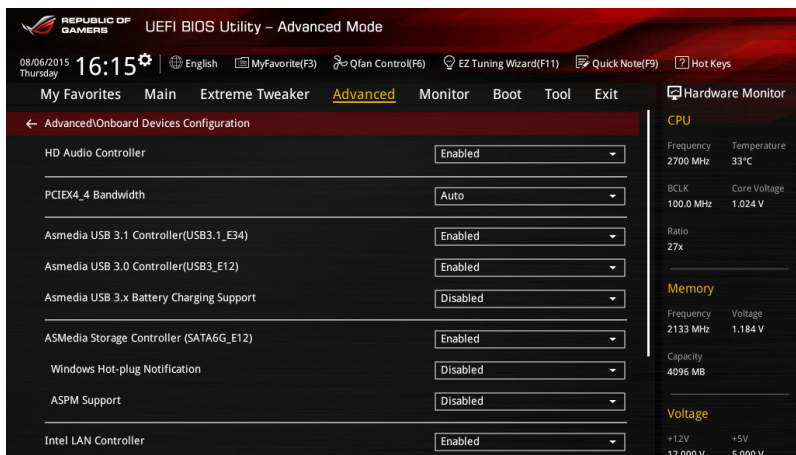 REPUBLIC OF
GAMERS
UEFI BIOS Utility – Advanced Mode
08/06/2015
Thursday
16:15
English
MyFavorite(F3)
Qfan Control(F6)
EZ Tuning Wizard(F11)
Quick Note(F9)
? Hot Keys
My Favorites Main Extreme Tweaker Advanced Monitor Boot Tool Exit
Hardware Monitor
← Advanced\Onboard Devices Configuration
HD Audio Controller Enabled
PCIEX4_4 Bandwidth Auto
Asmedia USB 3.1 Controller(USB3.1_E34) Enabled
Asmedia USB 3.0 Controller(USB3_E12) Enabled
Asmedia USB 3.x Battery Charging Support Disabled
ASMedia Storage Controller (SATA6G_E12) Enabled
Windows Hot-plug Notification Disabled
ASPM Support Disabled
Intel LAN Controller Enabled
CPU
Frequency Temperature
2700 MHz 33°C
BCLK Core Voltage
100.0 MHz 1.024 V
Ratio
27x
Memory
Frequency Voltage
2133 MHz 1.184 V
Capacity
4096 MB
Voltage
+12V +5V
12.000 V 5.000 V